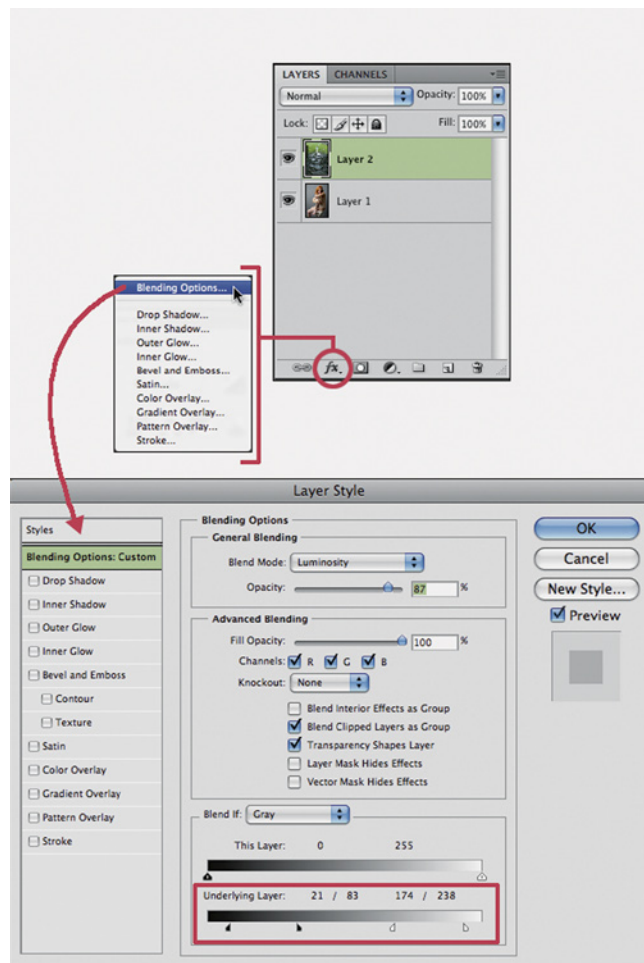 LAYERS CHANNELS
Normal Opacity: 100%
Lock: Fill: 100%
Layer 2
Layer 1
Blending Options...
Drop Shadow...
Inner Shadow...
Outer Glow...
Inner Glow...
Bevel and Emboss...
Satin...
Color Overlay...
Gradient Overlay...
Pattern Overlay...
Stroke...
fx.
Layer Style
Styles
Blending Options: Custom
Drop Shadow
Inner Shadow
Outer Glow
Inner Glow
Bevel and Emboss
Contour
Texture
Satin
Color Overlay
Gradient Overlay
Pattern Overlay
Stroke
Blending Options
General Blending
Blend Mode: Luminosity
Opacity: 87 %
Advanced Blending
Fill Opacity: 100 %
Channels: R G B
Knockout: None
Blend Interior Effects as Group
Blend Clipped Layers as Group
Transparency Shapes Layer
Layer Mask Hides Effects
Vector Mask Hides Effects
Blend If: Gray
This Layer: 0 255
Underlying Layer: 21 / 83 174 / 238
OK
Cancel
New Style...
Preview